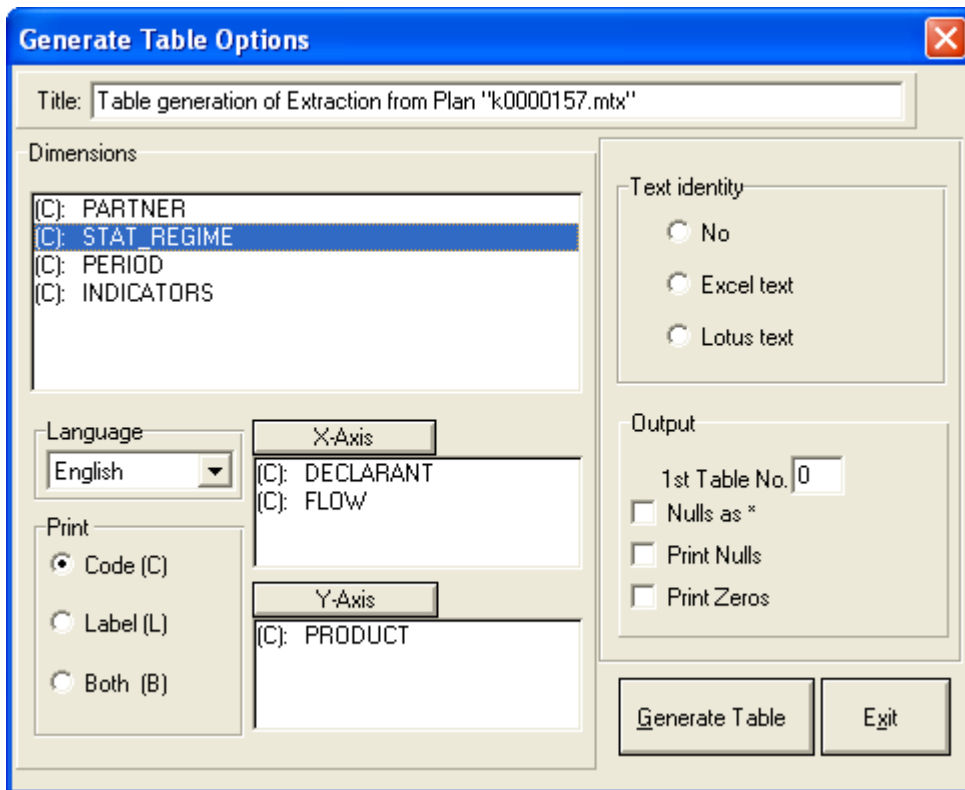 Generate Table Options
Title: Table generation of Extraction from Plan "k0000157.mtx"
Dimensions
(C): PARTNER
(C): STAT_REGIME
(C): PERIOD
(C): INDICATORS
Text identity
No
Excel text
Lotus text
Language
English
Print
Code (C)
Label (L)
Both (B)
X-Axis
(C): DECLARANT
(C): FLOW
Y-Axis
(C): PRODUCT
Output
1st Table No. 0
Nulls as *
Print Nulls
Print Zeros
Generate Table
Exit